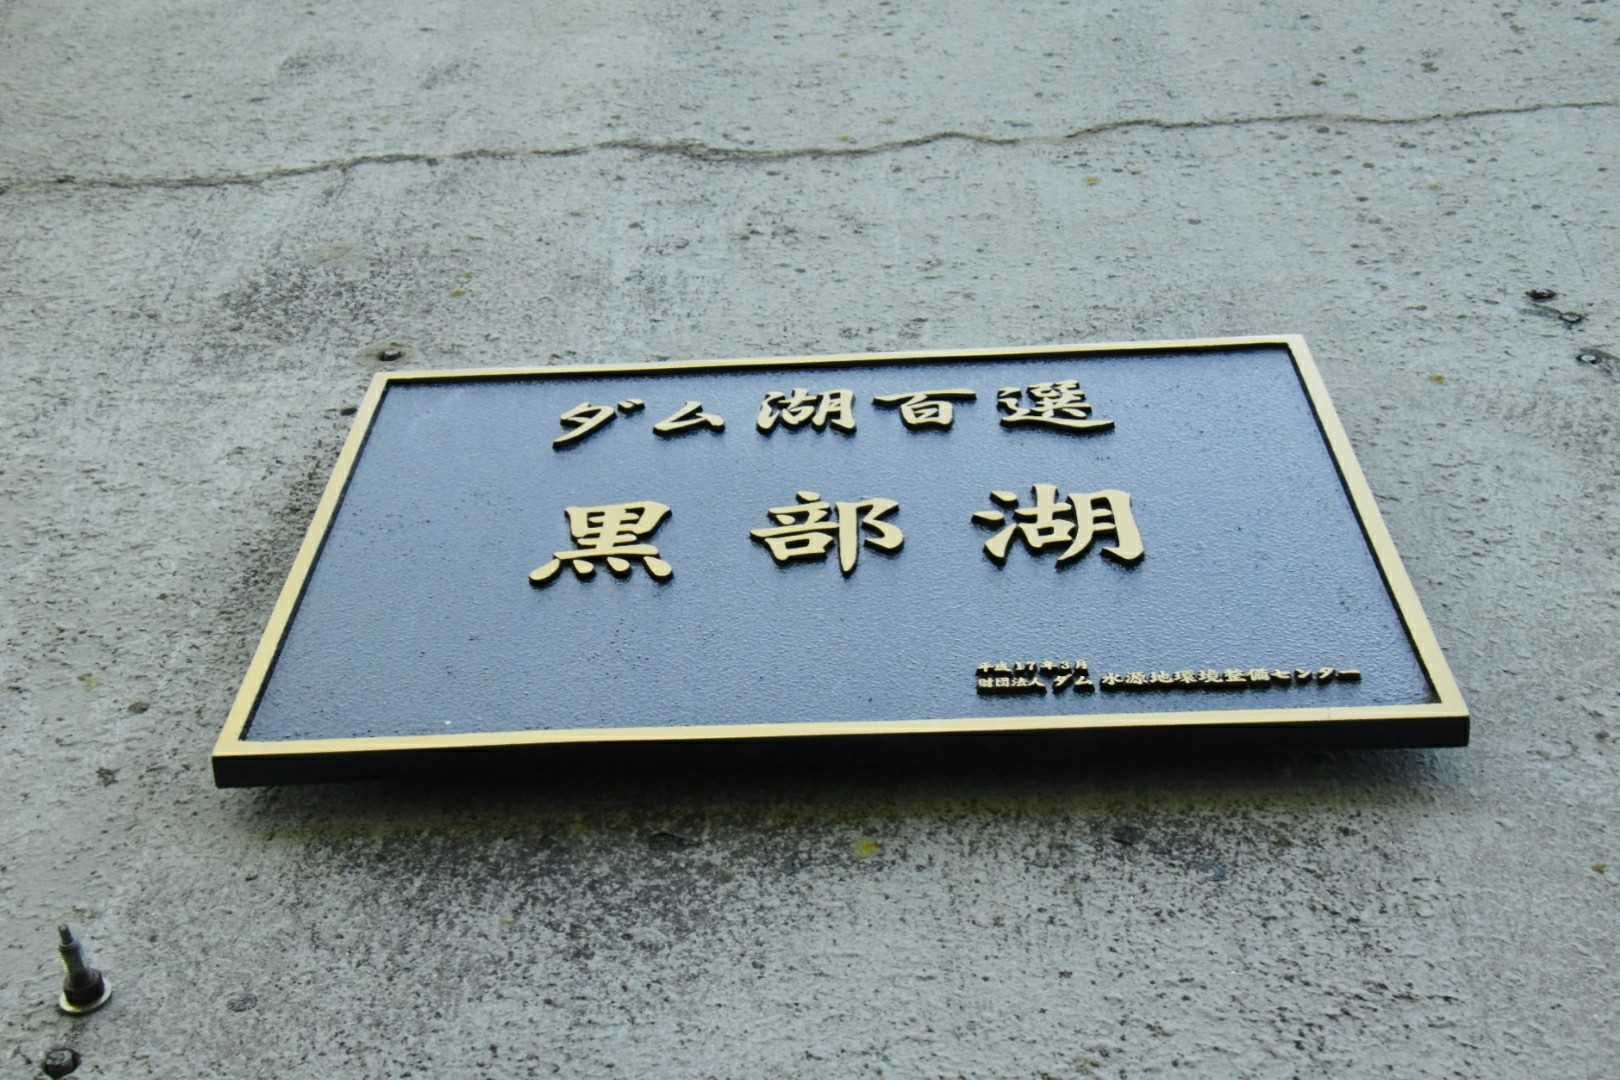 ダム湖百選
黒部湖
平成17年3月
財団法人 ダム水源地環境整備センター